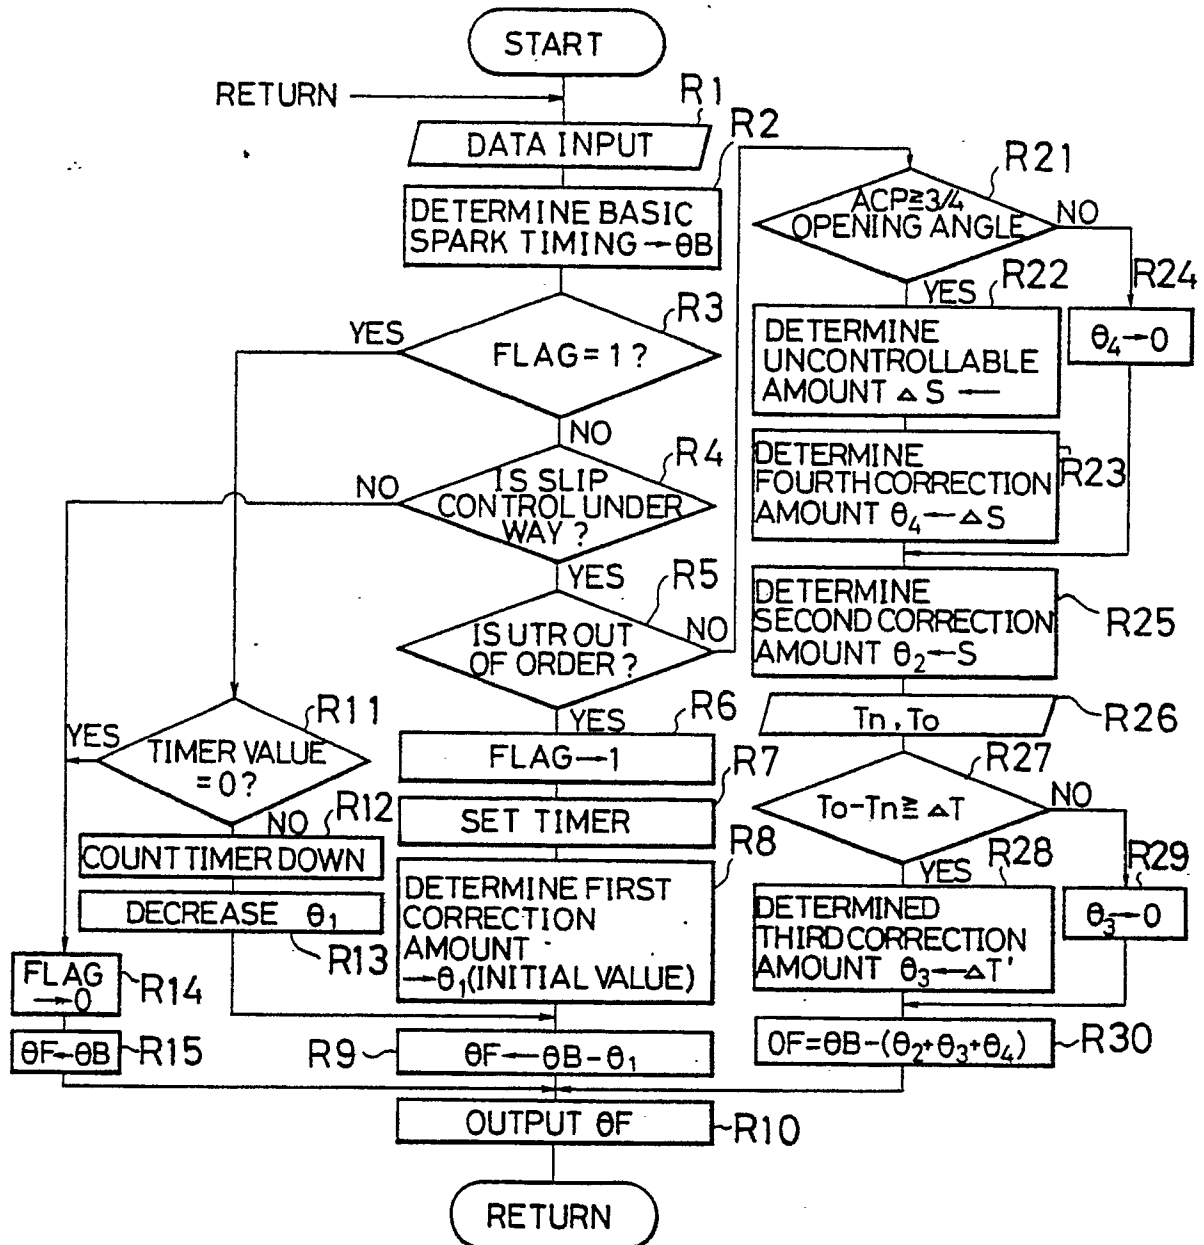 START
RETURN
R1
DATA INPUT
R2
DETERMINE BASIC
SPARK TIMING→θB
R3
YES
FLAG=1?
NO
R4
NO
IS SLIP
CONTROL UNDER
WAY?
YES
R5
IS UTR OUT
OF ORDER?
NO
YES
R6
FLAG→1
R7
SET TIMER
R8
DETERMINE FIRST
CORRECTION
AMOUNT
→θ₁(INITIAL VALUE)
R9
θF←θB-θ₁
OUTPUT θF
R10
RETURN
R11
YES
TIMER VALUE
=0?
NO
R12
COUNT TIMER DOWN
DECREASE θ₁
R13
FLAG
→0
R14
θF←θB
R15
R21
ACP≧3/4
OPENING ANGLE
NO
YES
R22
R24
DETERMINE
UNCONTROLLABLE
AMOUNT ΔS ←
θ₄→0
DETERMINE
FOURTH CORRECTION
AMOUNT θ₄←ΔS
R23
DETERMINE
SECOND CORRECTION
AMOUNT θ₂←S
R25
Tn, To
R26
R27
To-Tn≧ΔT
NO
YES
R28
R29
DETERMINED
THIRD CORRECTION
AMOUNT θ₃←ΔT'
θ₃→0
OF=θB-(θ₂+θ₃+θ₄)
R30